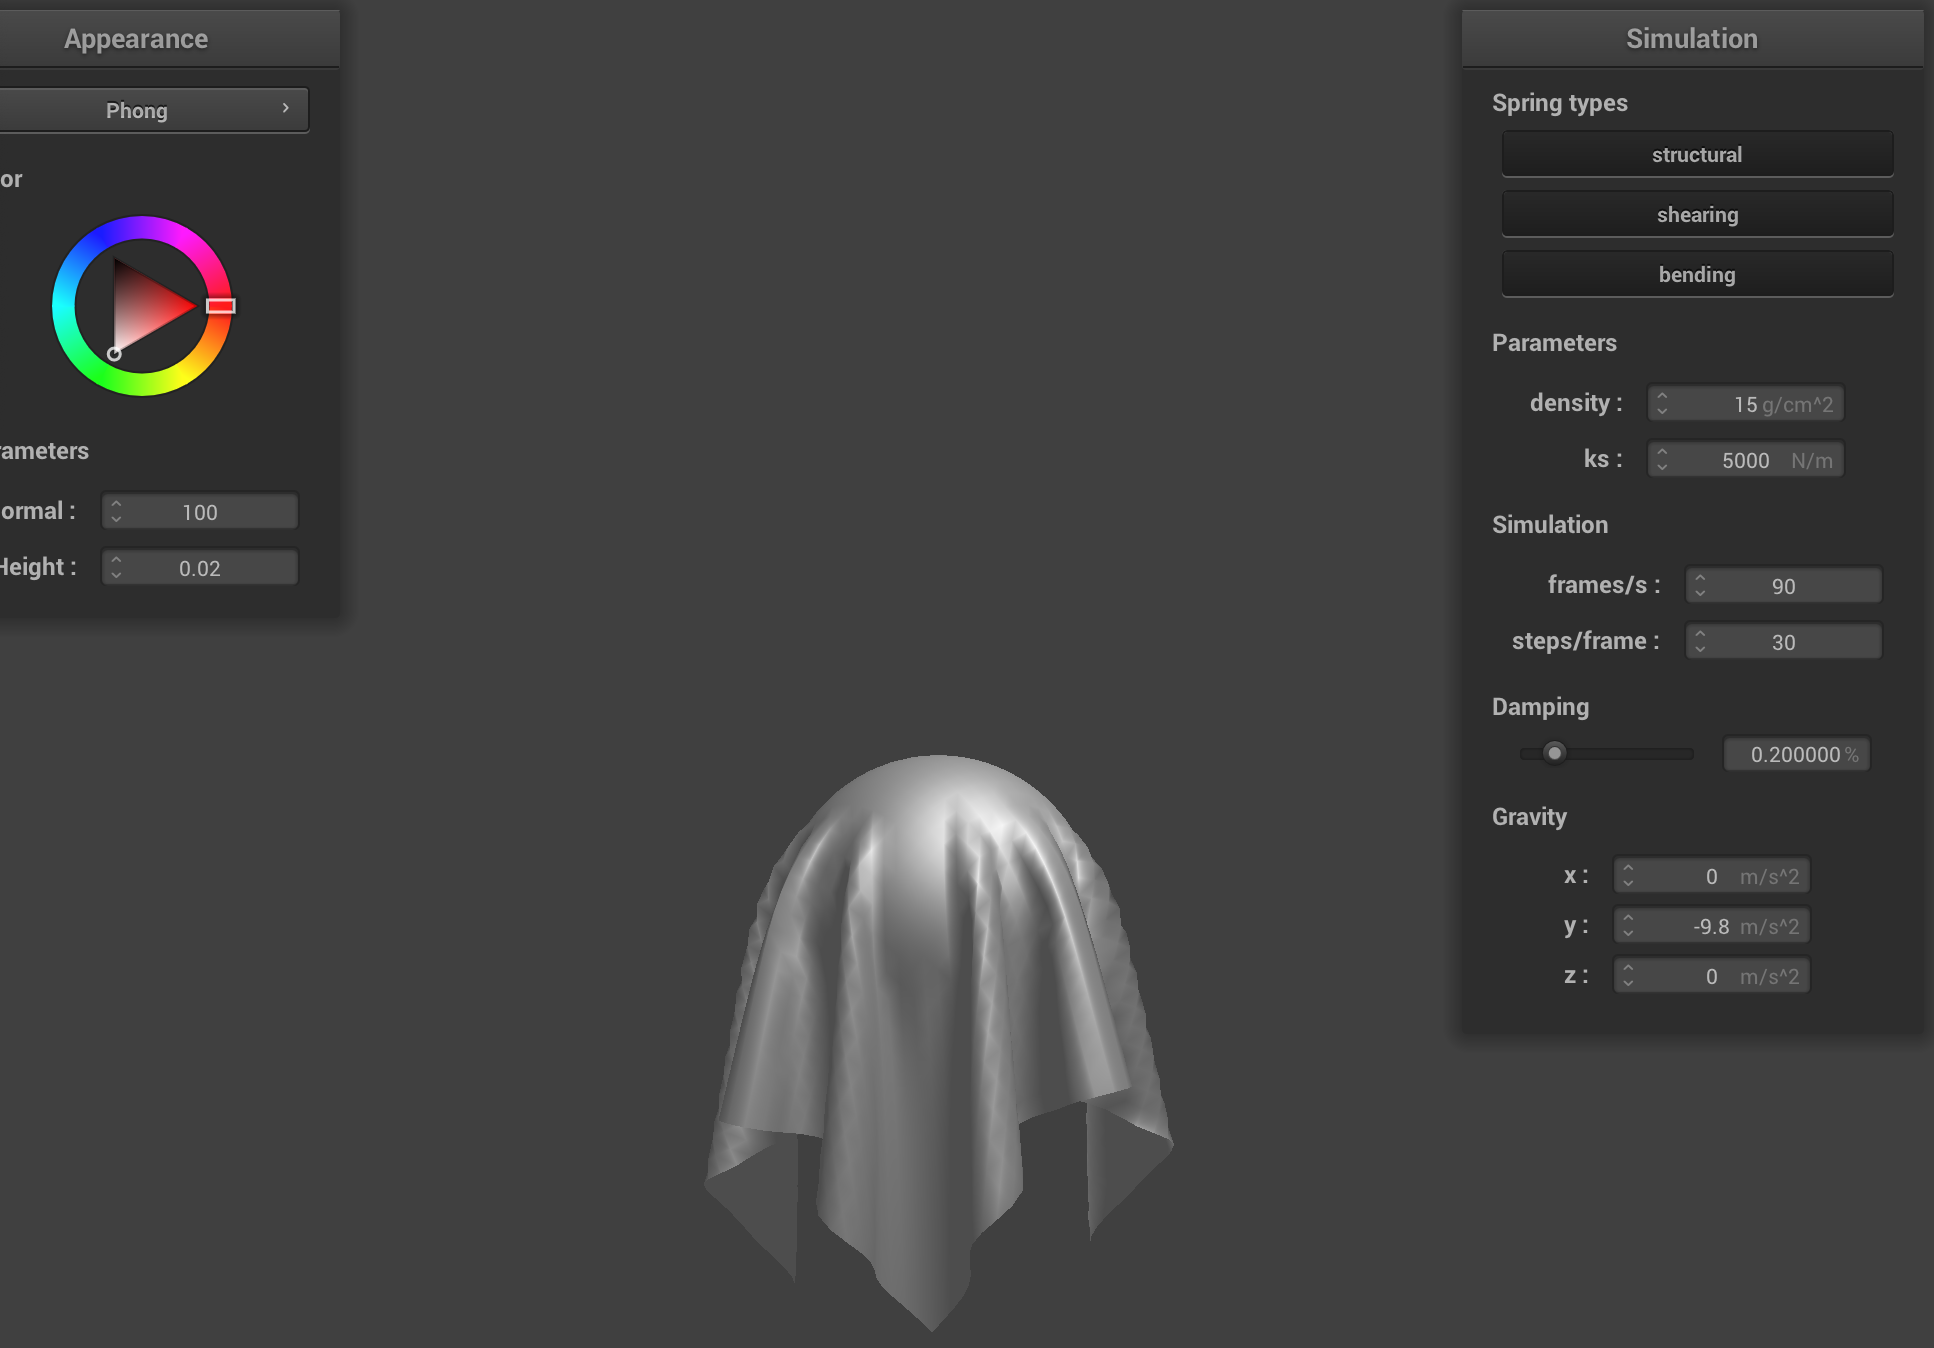 Appearance
Phong
or
rameters
ormal :
100
Height :
0.02
Simulation
Spring types
structural
shearing
bending
Parameters
density : 15 g/cm^2
ks : 5000 N/m
Simulation
frames/s : 90
steps/frame : 30
Damping
0.200000 %
Gravity
x : 0 m/s^2
y : -9.8 m/s^2
z : 0 m/s^2